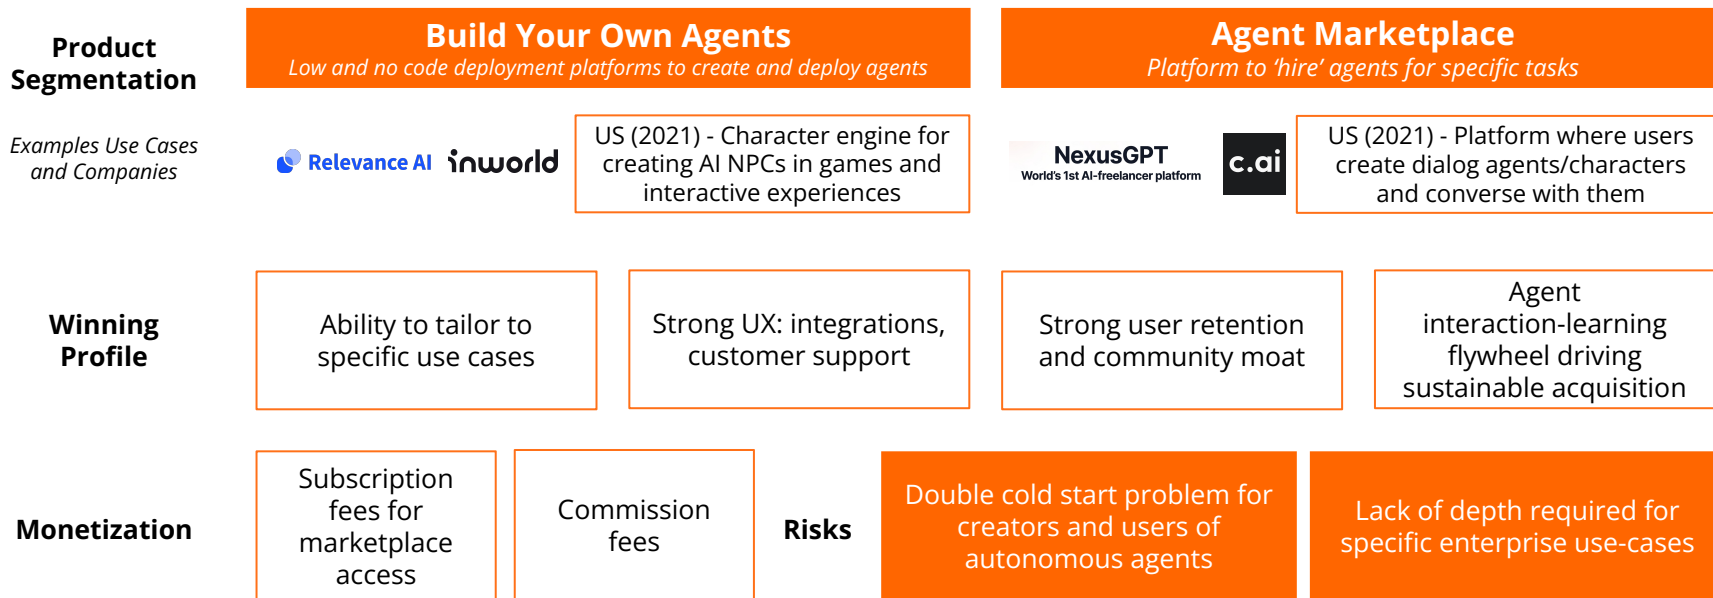 Product
Segmentation
Build Your Own Agents
Low and no code deployment platforms to create and deploy agents
Agent Marketplace
Platform to ‘hire’ agents for specific tasks
Examples Use Cases
and Companies
Relevance AI
inworld
US (2021) - Character engine for
creating AI NPCs in games and
interactive experiences
NexusGPT
World's 1st AI-freelancer platform
c.ai
US (2021) - Platform where users
create dialog agents/characters
and converse with them
Winning
Profile
Ability to tailor to
specific use cases
Strong UX: integrations,
customer support
Strong user retention
and community moat
Agent
interaction-learning
flywheel driving
sustainable acquisition
Monetization
Subscription
fees for
marketplace
access
Commission
fees
Risks
Double cold start problem for
creators and users of
autonomous agents
Lack of depth required for
specific enterprise use-cases